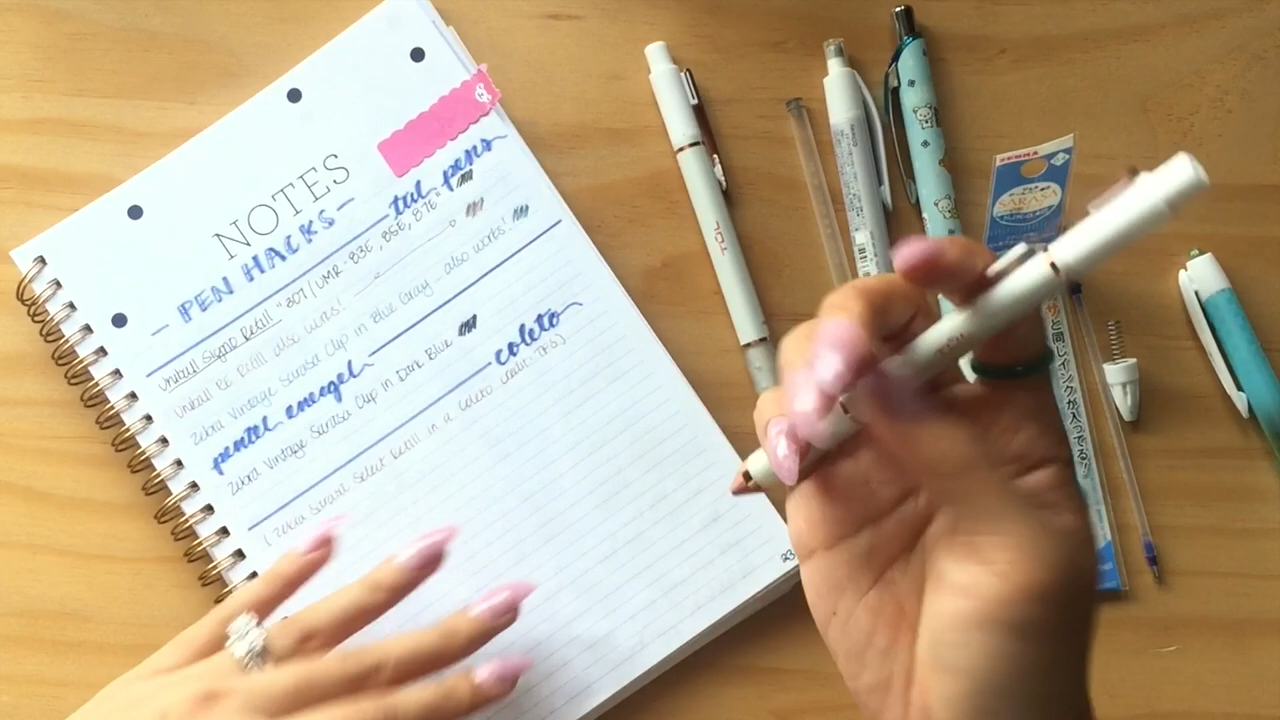 NOTES
- PEN HACKS -
tul pens
Uniball Signo Refill "307/UMR-83E, 85E, 87E"
Uniball RE Refill also works!
Zebra Vintage Sarasa Clip in Blue Gray also works!
pentel energel
Zebra Vintage Sarasa Clip in Dark Blue
coleto
( Zebra Sarasa Select Refill in a Coleto credit:
23
TUL
ZEBRA
SARASA
サと同じインクが入ってる!